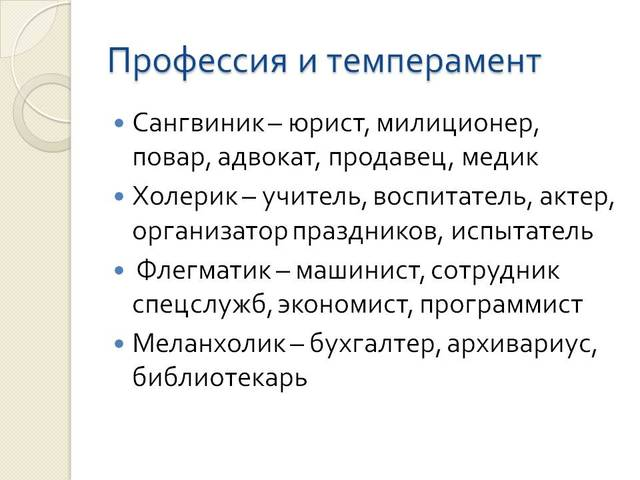 Профессия и темперамент
Сангвиник – юрист, милиционер,
повар, адвокат, продавец, медик
Холерик – учитель, воспитатель, актер,
организатор праздников, испытатель
Флегматик – машинист, сотрудник
спецслужб, экономист, программист
Меланхолик – бухгалтер, архивариус,
библиотекарь